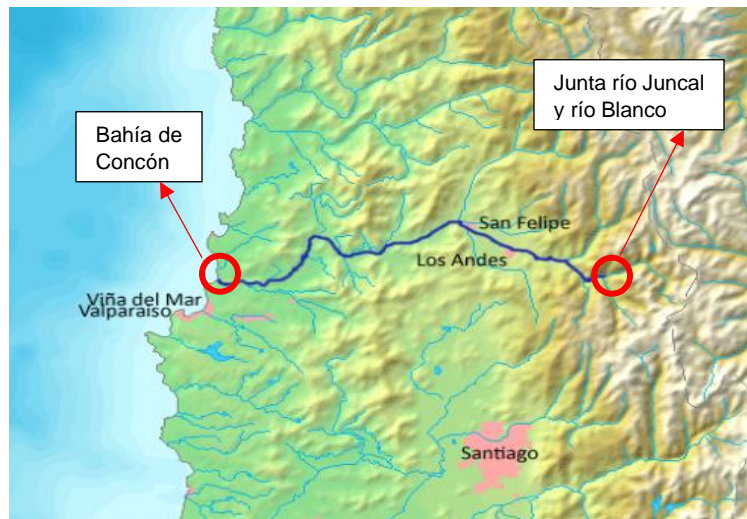 Junta río Juncal
y río Blanco
Bahía de
Concón
San Felipe
Los Andes
Viña del Mar
Valparaíso
Santiago